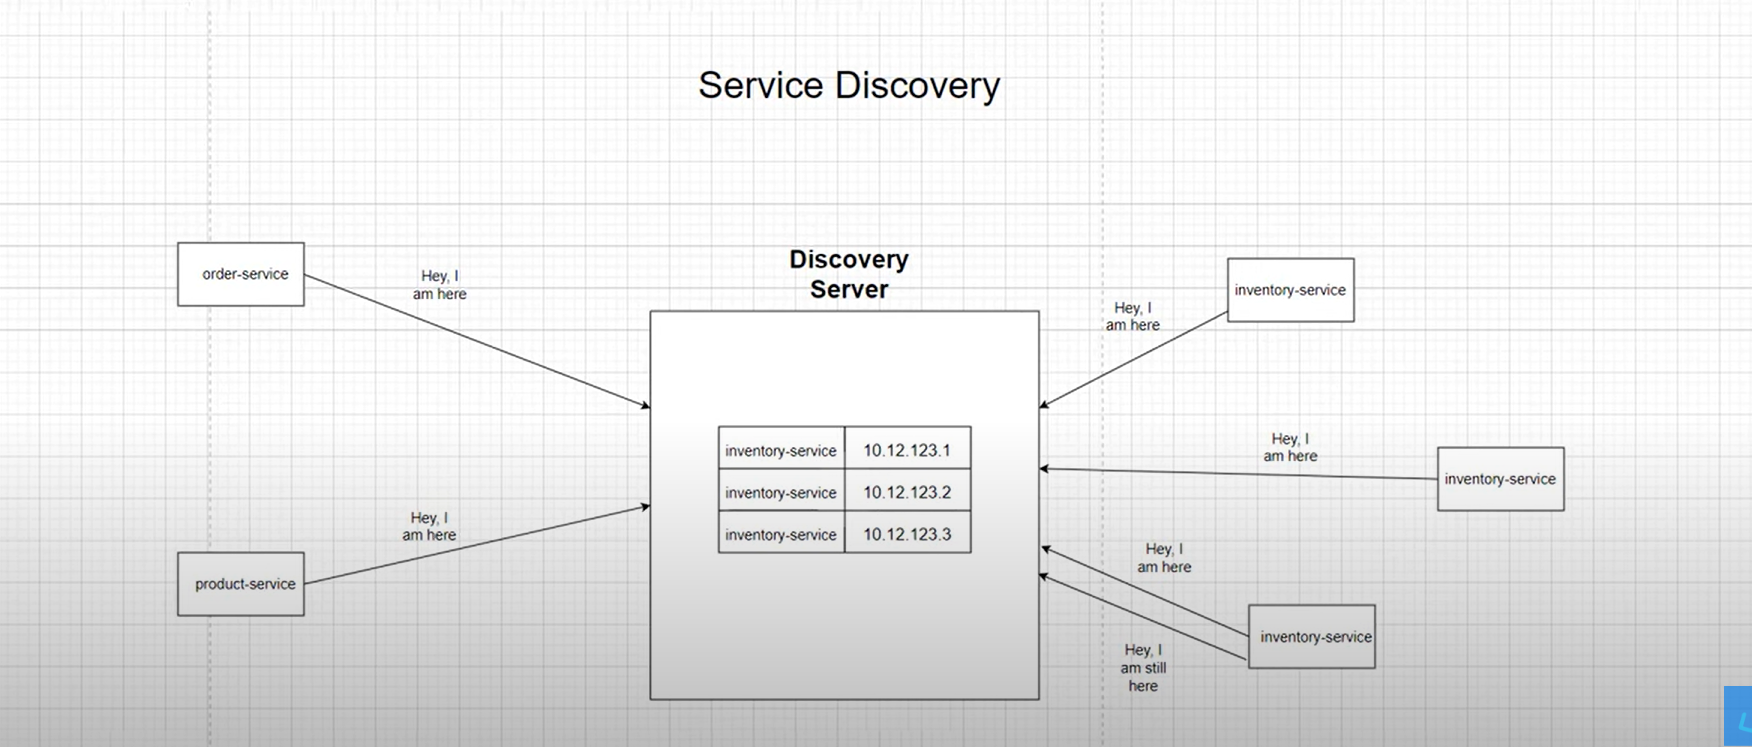 Service Discovery
order-service
Hey, I
am here
Discovery
Server
inventory-service
Hey, I
am here
inventory-service 10.12.123.1
inventory-service 10.12.123.2
inventory-service 10.12.123.3
Hey, I
am here
inventory-service
Hey, I
am here
product-service
Hey, I
am here
inventory-service
Hey, I
am still
here